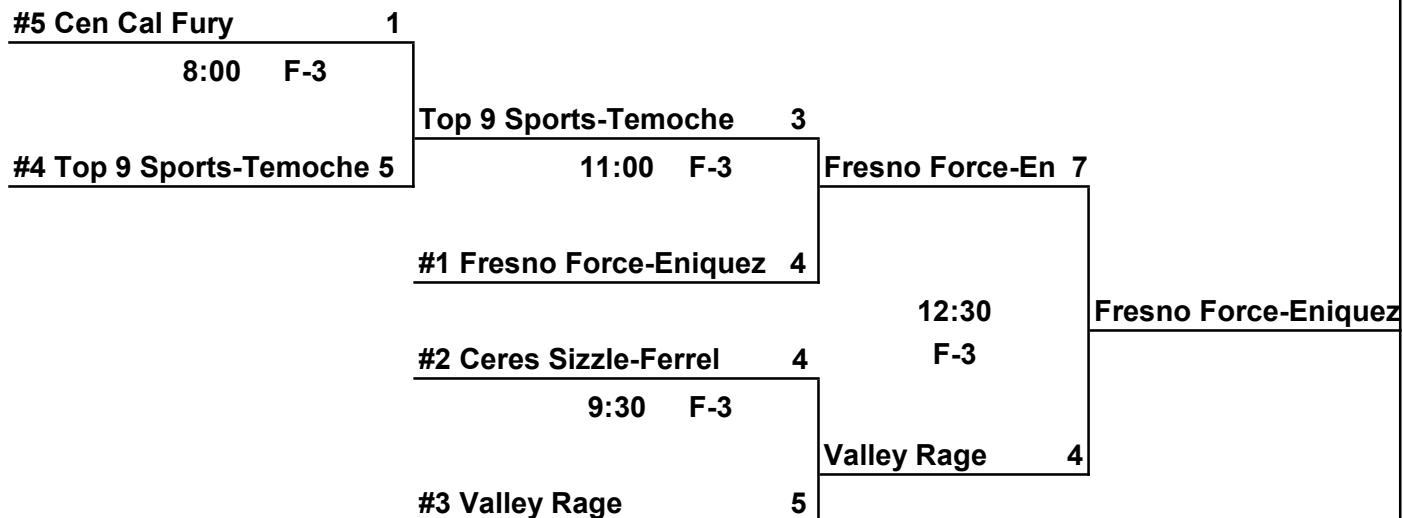 #5 Cen Cal Fury 1
8:00 F-3
Top 9 Sports-Temoche 3
#4 Top 9 Sports-Temoche 5
11:00 F-3
Fresno Force-En 7
#1 Fresno Force-Eniquez 4
12:30
Fresno Force-Eniquez
#2 Ceres Sizzle-Ferrel 4
F-3
9:30 F-3
Valley Rage 4
#3 Valley Rage 5